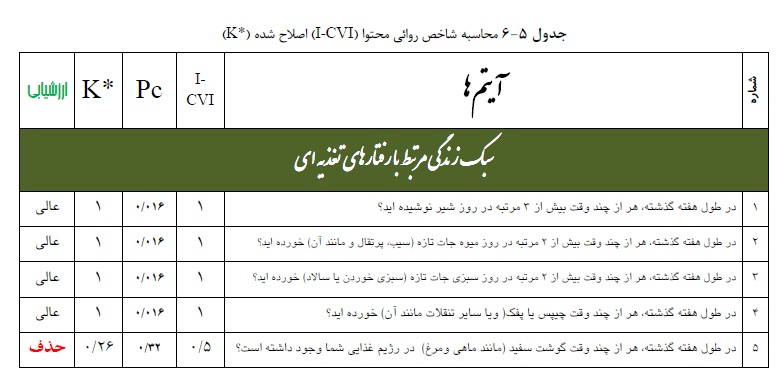 جدول ۵-۶ محاسبه شاخص روائی محتوا (I-CVI) اصلاح شده (K*)
شماره آیتم ها I-CVI Pc K* ارزشیابی
سبک زندگی مرتبط با رفتارهای تغذیه ای
۱ در طول هفته گذشته، هر از چند وقت بیش از ۳ مرتبه در روز شیر نوشیده اید؟ ۱ ۰/۰۱۶ ۱ عالی
۲ در طول هفته گذشته، هر از چند وقت بیش از ۲ مرتبه در روز میوه جات تازه (سیب، پرتقال و مانند آن) خورده اید؟ ۱ ۰/۰۱۶ ۱ عالی
۳ در طول هفته گذشته، هر از چند وقت بیش از ۲ مرتبه در روز سبزی جات تازه (سبزی خوردن یا سالاد) خورده اید؟ ۱ ۰/۰۱۶ ۱ عالی
۴ در طول هفته گذشته، هر از چند وقت چیپس یا پفک( ویا سایر تنقلات مانند آن) خورده اید؟ ۱ ۰/۰۱۶ ۱ عالی
۵ در طول هفته گذشته، هر از چند وقت گوشت سفید (مانند ماهی ومرغ) در رژیم غذایی شما وجود داشته است؟ ۰/۵ ۰/۳۲ ۰/۲۶ حذف